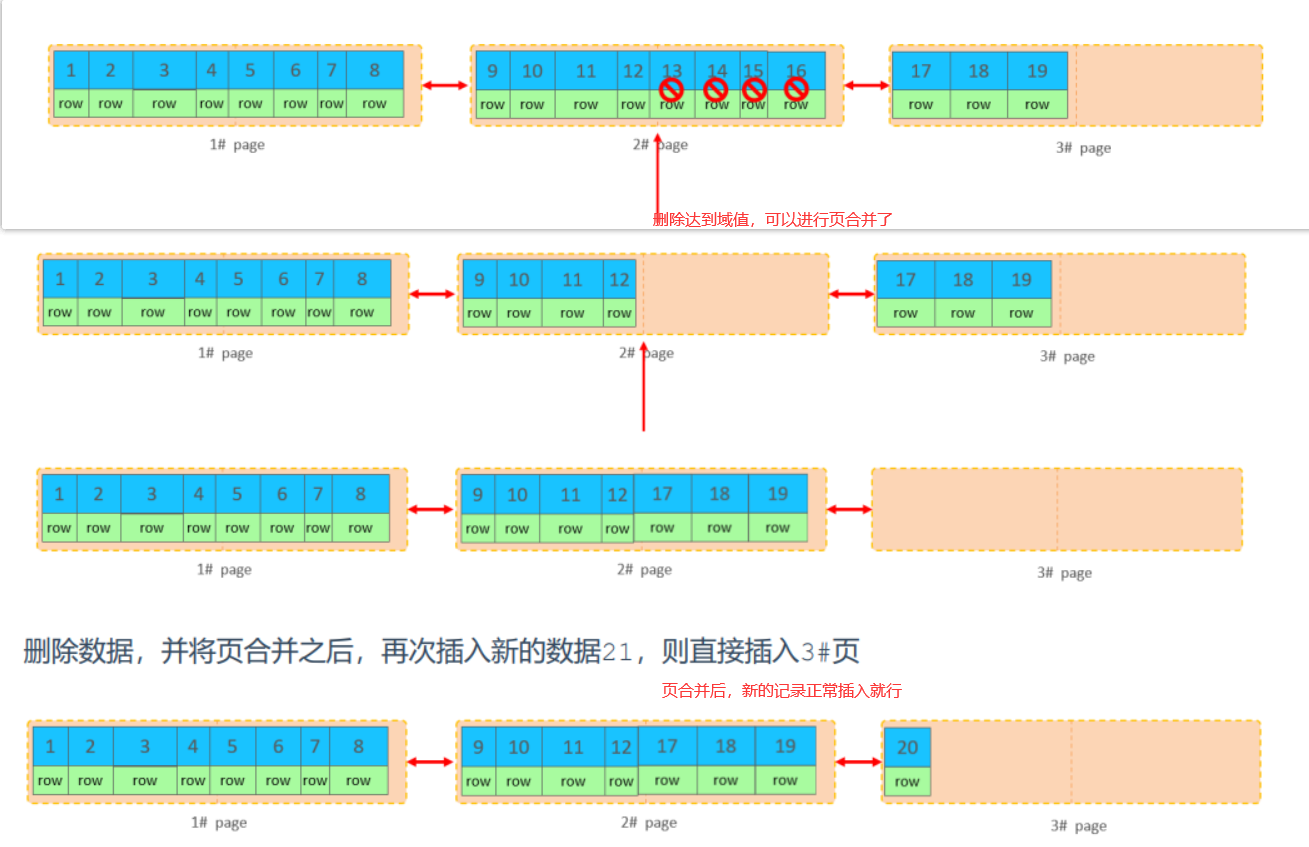 1 2 3 4 5 6 7 8 9 10 11 12 13 14 15 16 17 18 19
row row row row row row row row row row row row row row row row row row row
1# page 2# page 3# page
删除达到域值，可以进行页合并了
1 2 3 4 5 6 7 8 9 10 11 12 17 18 19
row row row row row row row row row row row row row row row
1# page 2# page 3# page
1 2 3 4 5 6 7 8 9 10 11 12 17 18 19
row row row row row row row row row row row row row row row
1# page 2# page 3# page
删除数据，并将页合并之后，再次插入新的数据21，则直接插入3#页
页合并后，新的记录正常插入就行
1 2 3 4 5 6 7 8 9 10 11 12 17 18 19 20
row row row row row row row row row row row row row row row row
1# page 2# page 3# page